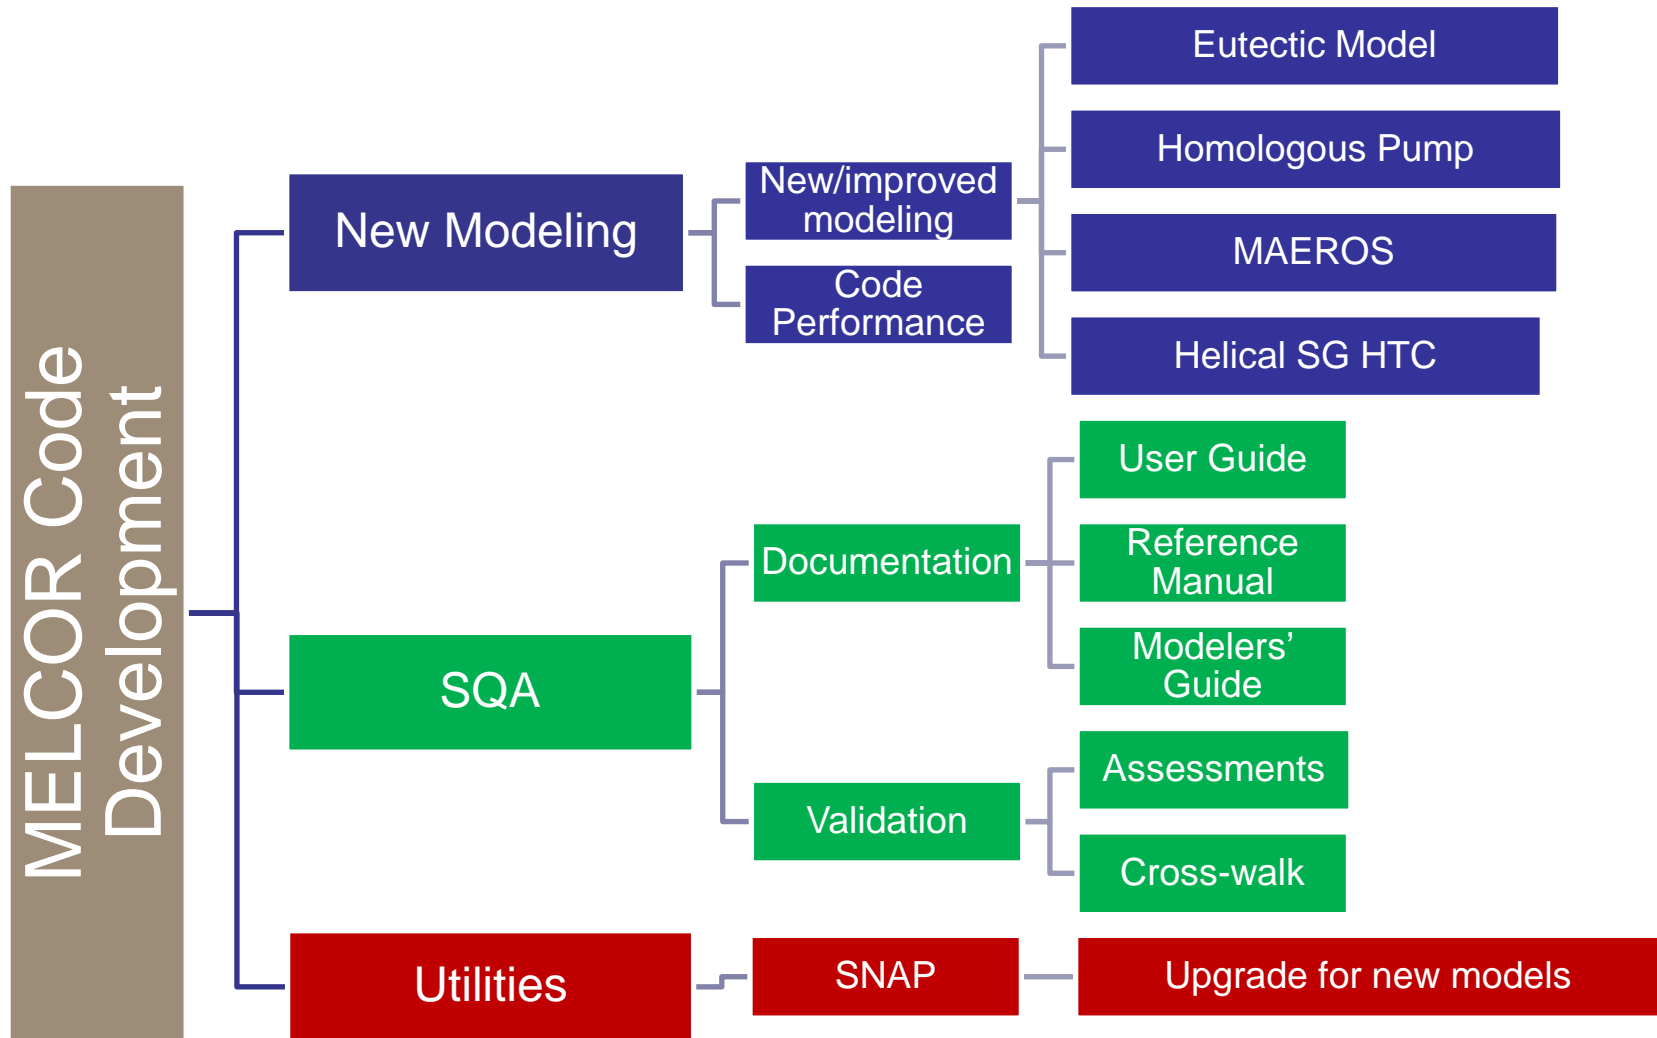 MELCOR Code
Development
New Modeling
New/improved
modeling
Code
Performance
Eutectic Model
Homologous Pump
MAEROS
Helical SG HTC
SQA
Documentation
User Guide
Reference
Manual
Modelers’
Guide
Validation
Assessments
Cross-walk
Utilities
SNAP
Upgrade for new models